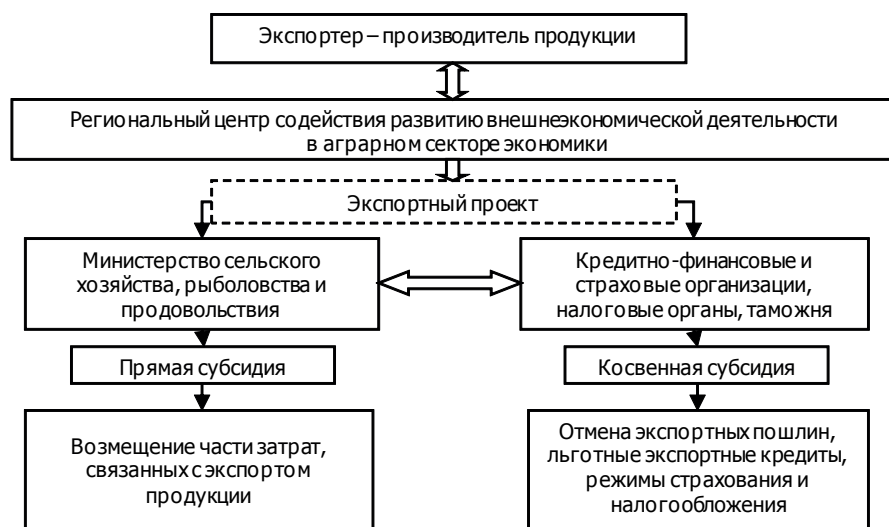 Экспортер – производитель продукции
Региональный центр содействия развитию внешнеэкономической деятельности
в аграрном секторе экономики
Экспортный проект
Министерство сельского
хозяйства, рыболовства и
продовольствия
Кредитно-финансовые и
страховые организации,
налоговые органы, таможня
Прямая субсидия
Косвенная субсидия
Возмещение части затрат,
связанных с экспортом
продукции
Отмена экспортных пошлин,
льготные экспортные кредиты,
режимы страхования и
налогообложения